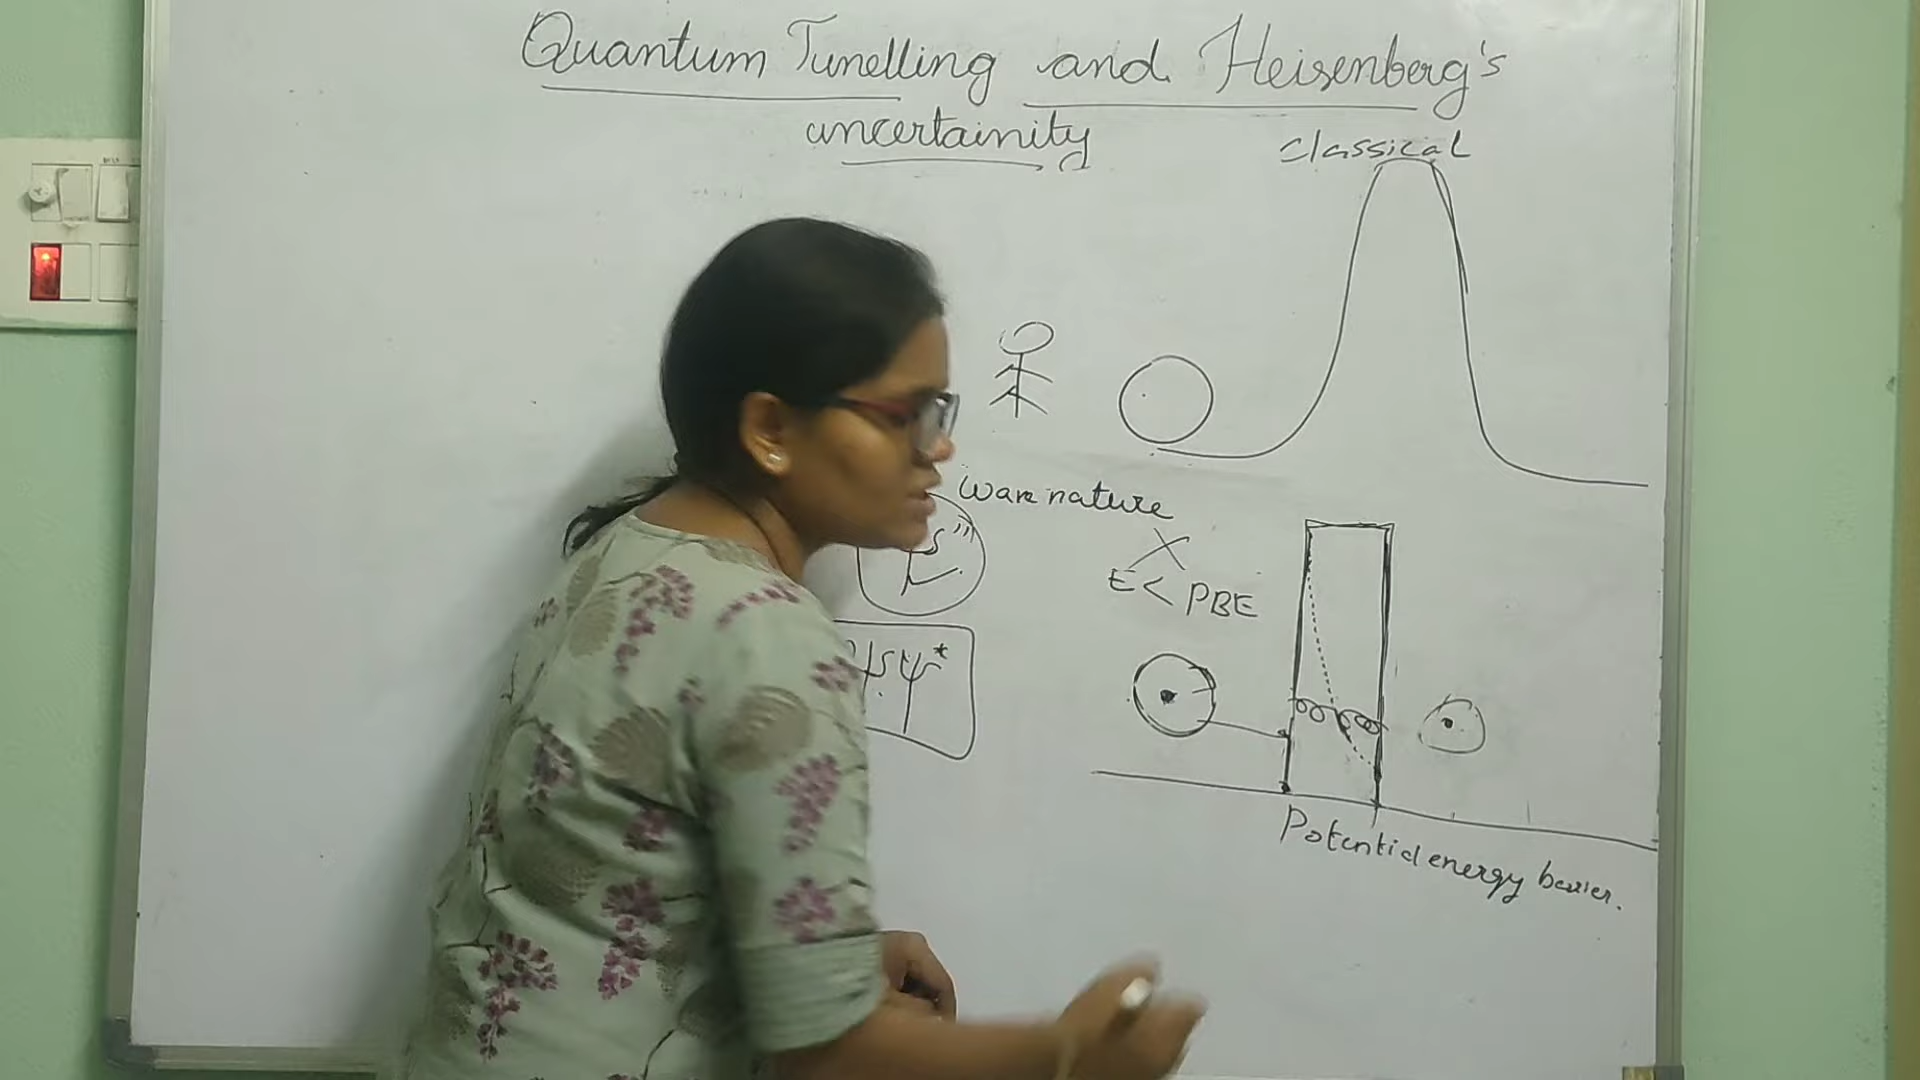 Quantum Tunelling and Heisenberg's
uncertainity
classical
wave nature
E < PBE
ψ*
Potential energy barrier.